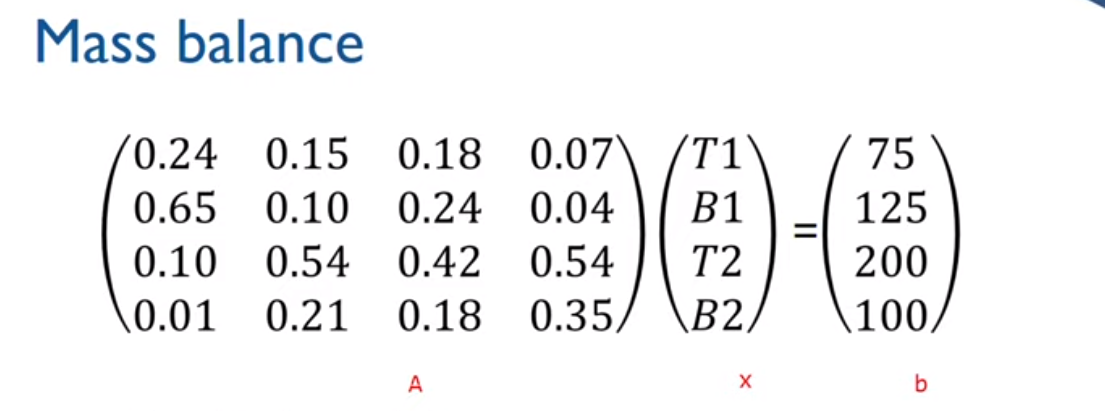 Mass balance
0.24 0.15 0.18 0.07 T1 75
0.65 0.10 0.24 0.04 B1 125
=
0.10 0.54 0.42 0.54 T2 200
0.01 0.21 0.18 0.35 B2 100
A x b